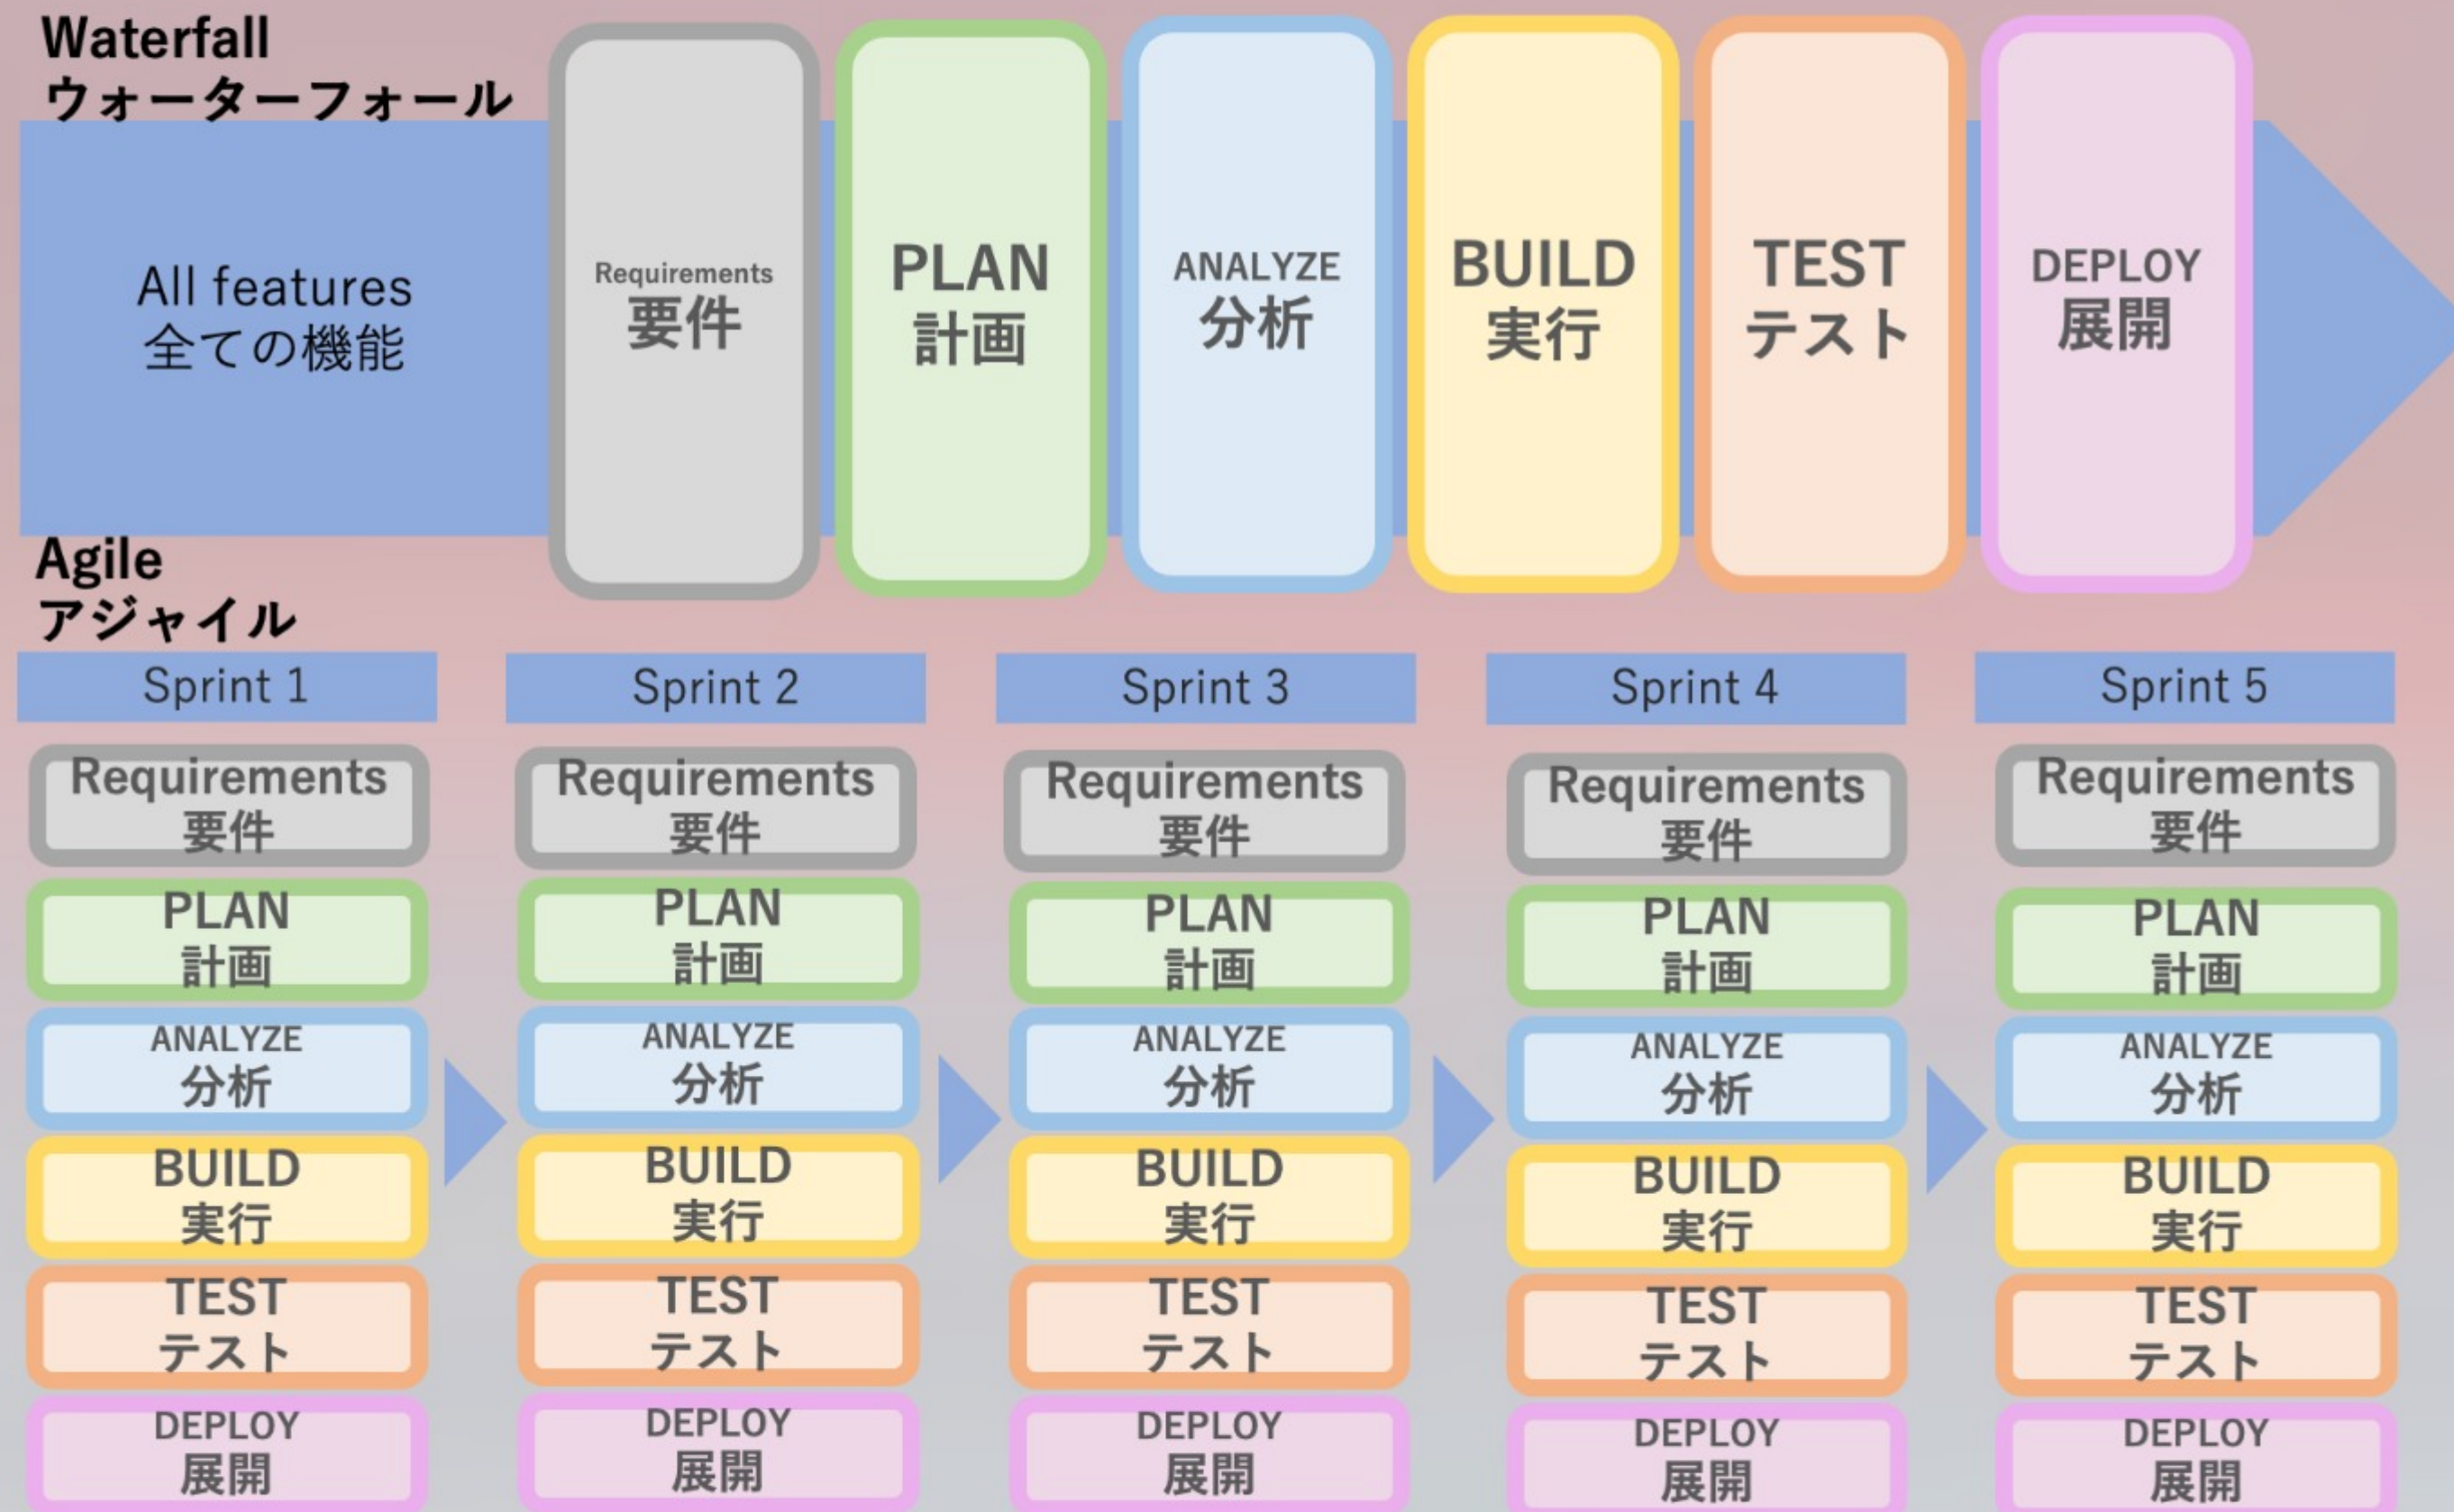 Waterfall
ウォーターフォール
All features
全ての機能
Requirements
要件
PLAN
計画
ANALYZE
分析
BUILD
実行
TEST
テスト
DEPLOY
展開
Agile
アジャイル
Sprint 1
Requirements
要件
PLAN
計画
ANALYZE
分析
BUILD
実行
TEST
テスト
DEPLOY
展開
Sprint 2
Requirements
要件
PLAN
計画
ANALYZE
分析
BUILD
実行
TEST
テスト
DEPLOY
展開
Sprint 3
Requirements
要件
PLAN
計画
ANALYZE
分析
BUILD
実行
TEST
テスト
DEPLOY
展開
Sprint 4
Requirements
要件
PLAN
計画
ANALYZE
分析
BUILD
実行
TEST
テスト
DEPLOY
展開
Sprint 5
Requirements
要件
PLAN
計画
ANALYZE
分析
BUILD
実行
TEST
テスト
DEPLOY
展開